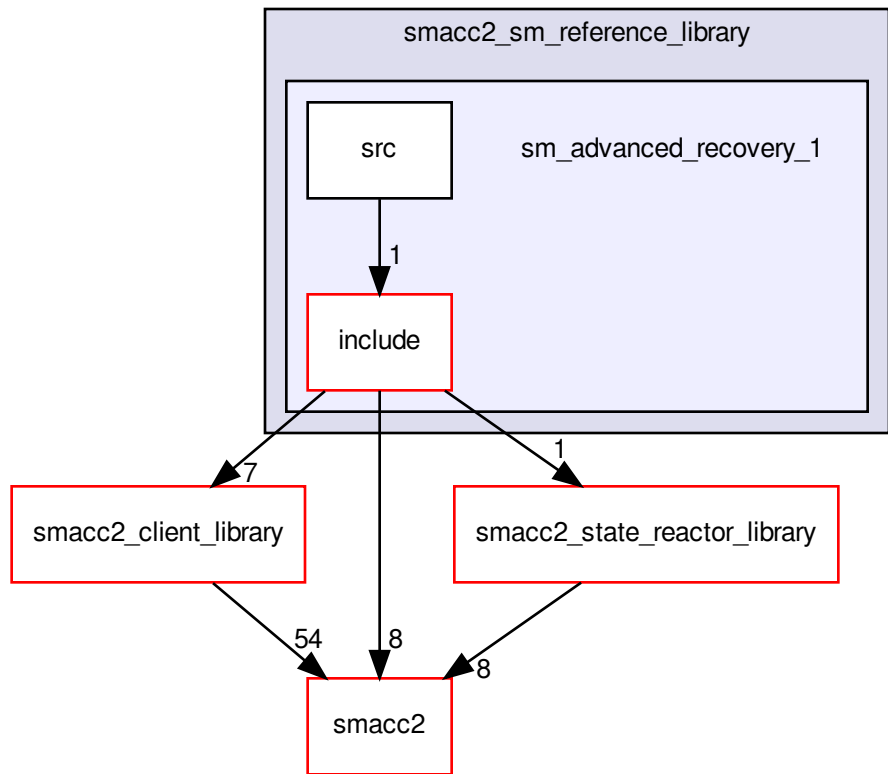 smacc2_sm_reference_library
src
sm_advanced_recovery_1
1
include
7
1
smacc2_client_library
smacc2_state_reactor_library
54
8
8
smacc2